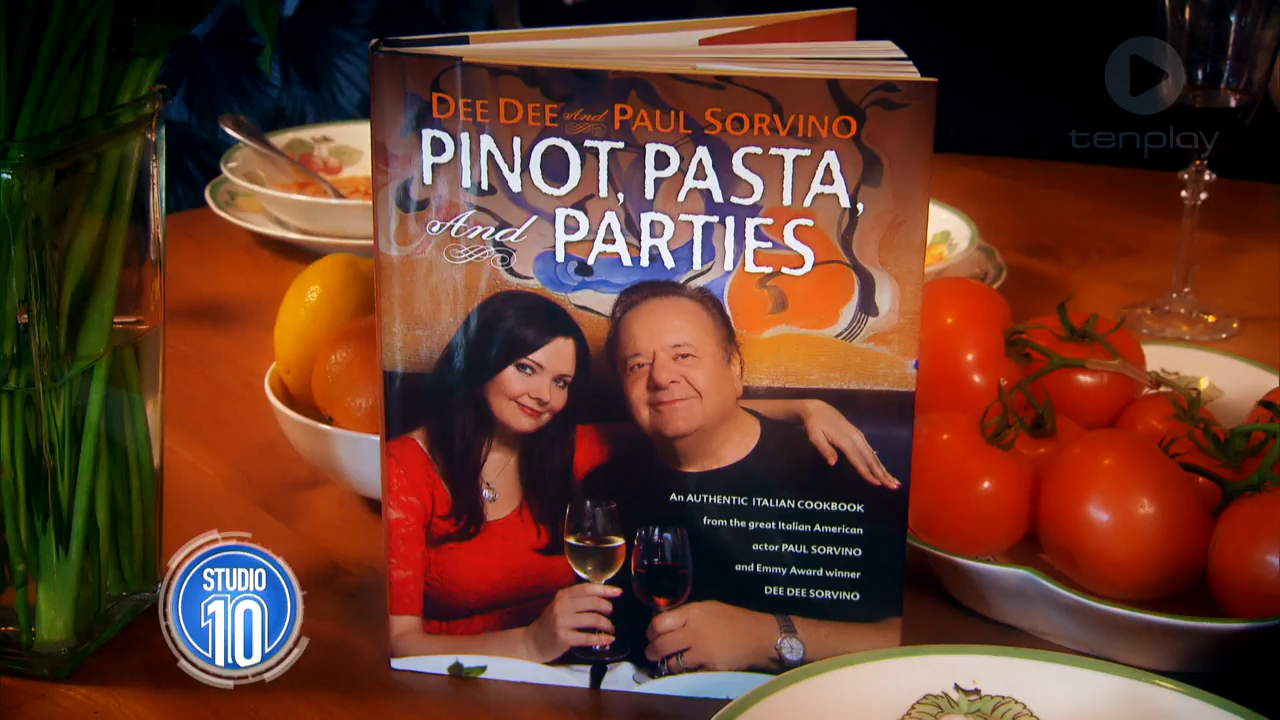 DEE DEE And PAUL SORVINO
PINOT, PASTA,
And PARTIES
An AUTHENTIC ITALIAN COOKBOOK
from the great Italian American
actor PAUL SORVINO
and Emmy Award winner
DEE DEE SORVINO
tenplay
STUDIO
10